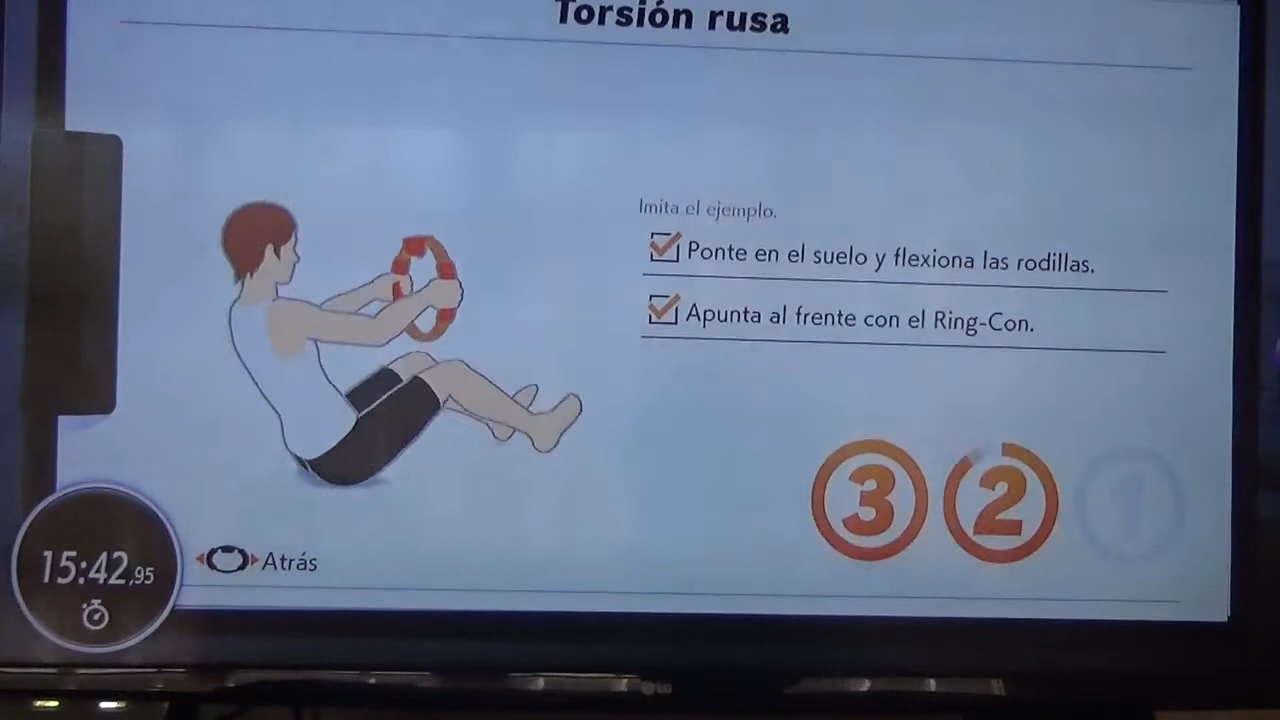 Torsión rusa
Imita el ejemplo.
Ponte en el suelo y flexiona las rodillas.
Apunta al frente con el Ring-Con.
3 2 1
15:42,95
Atrás